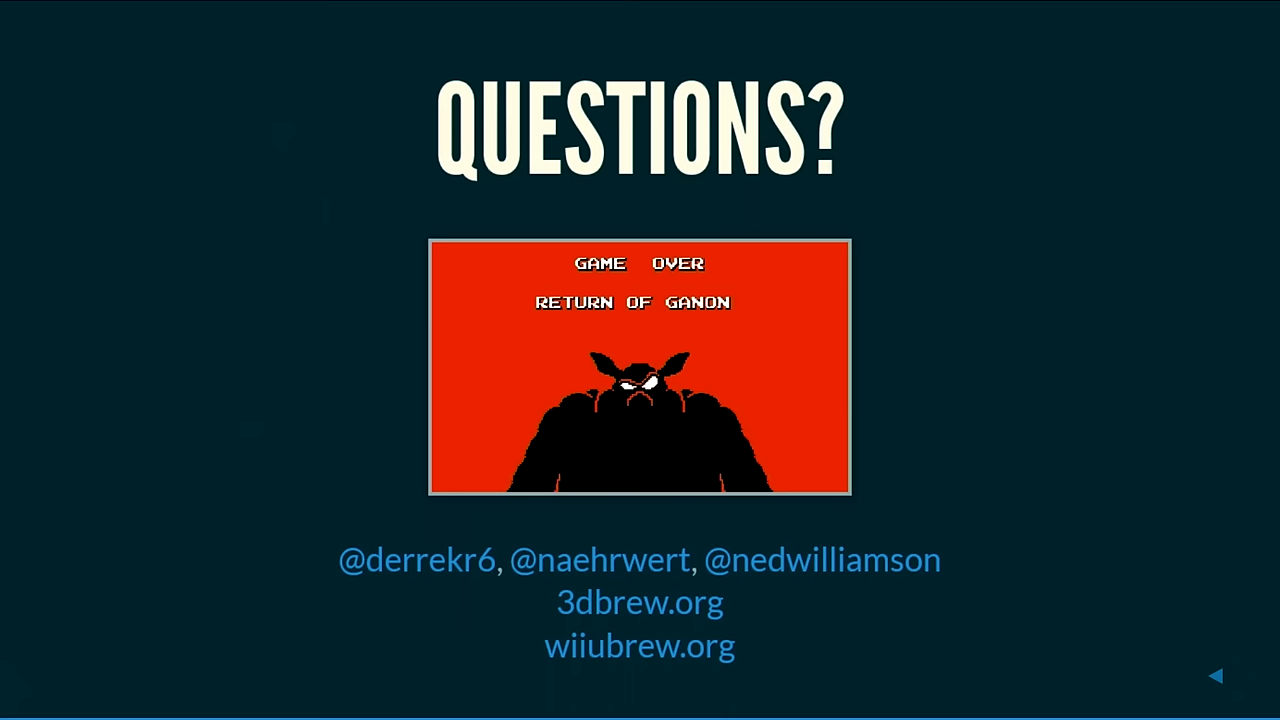 QUESTIONS?
GAME OVER
RETURN OF GANON
@derrekr6, @naehrwert, @nedwilliamson
3dbrew.org
wiiubrew.org